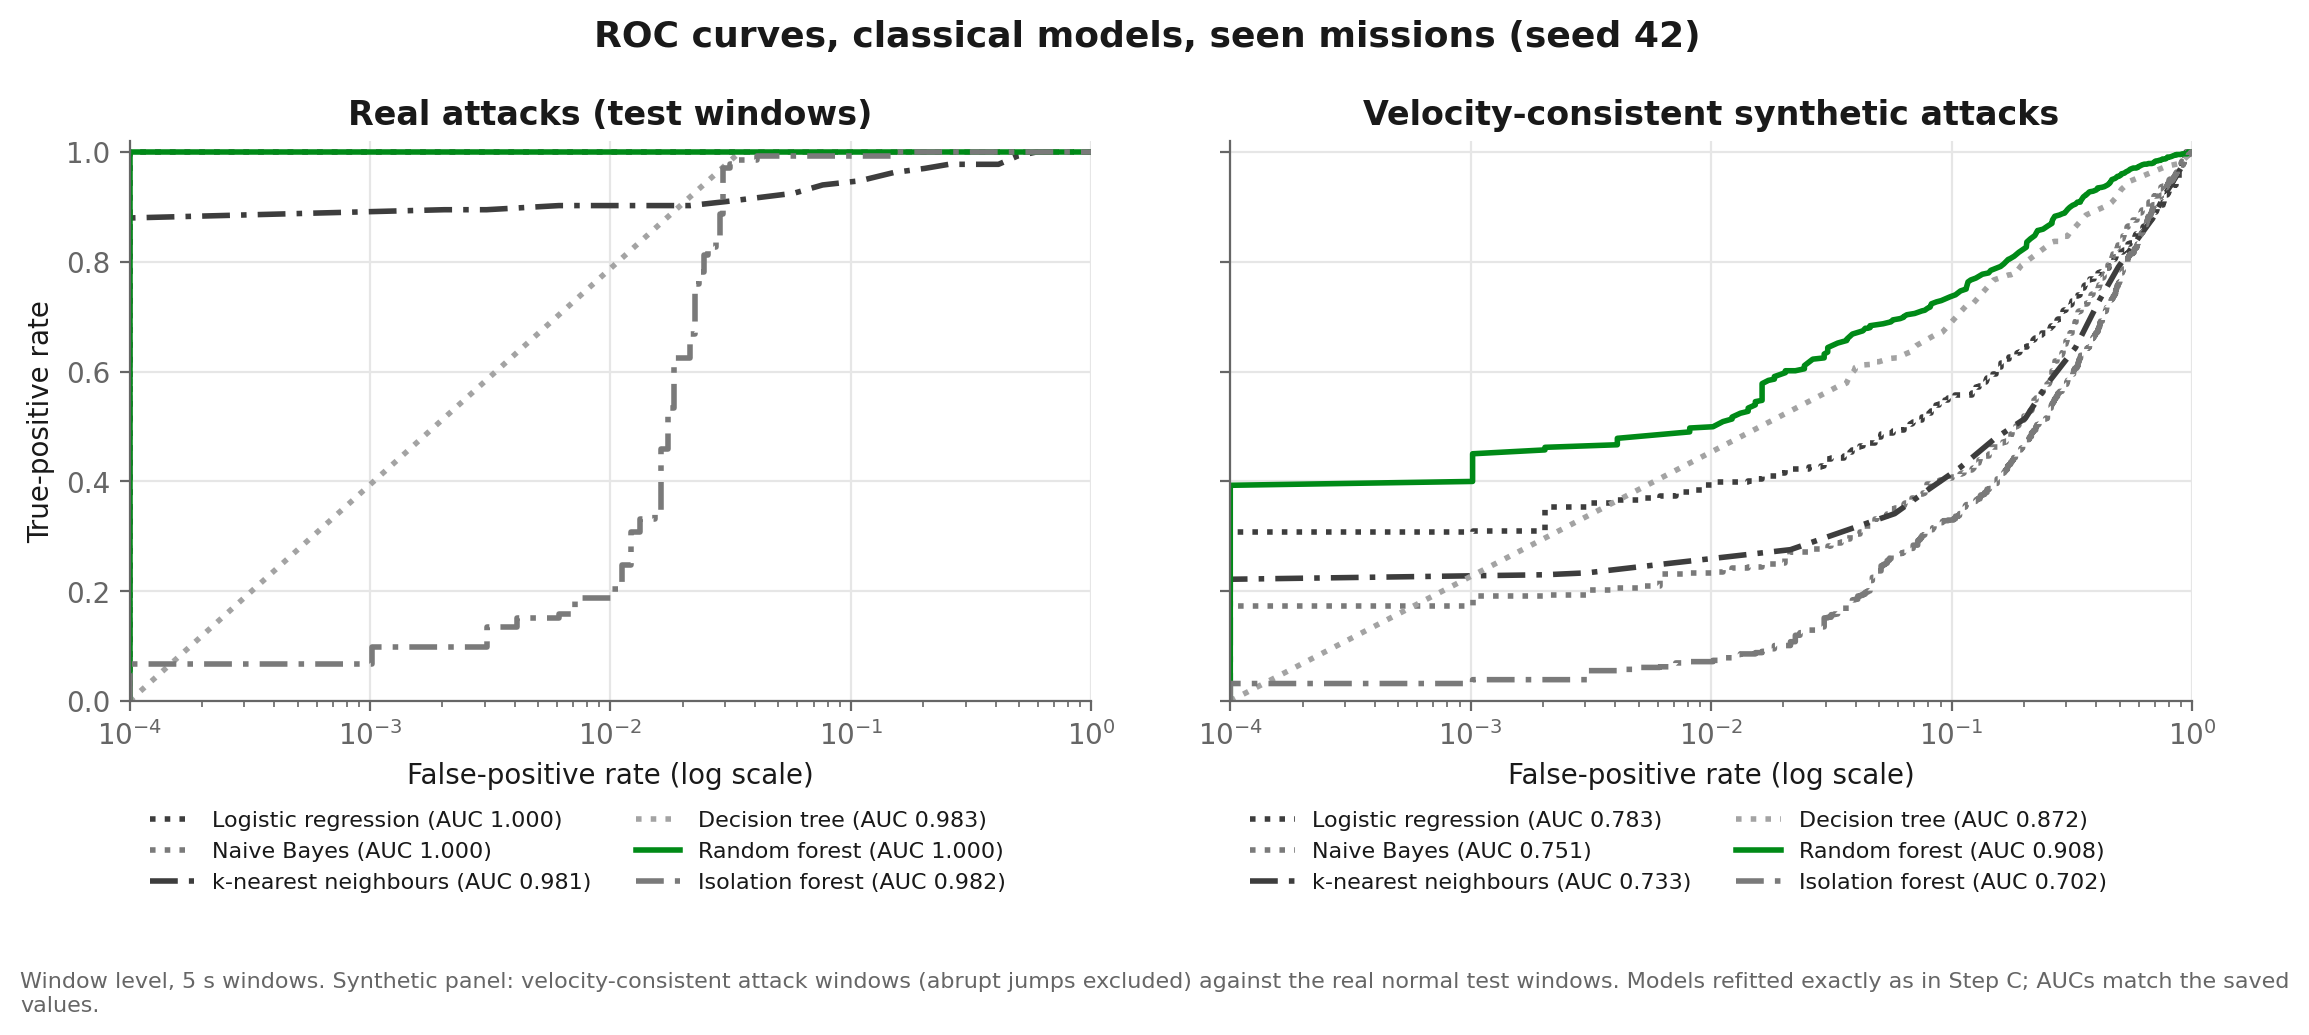 ROC curves, classical models, seen missions (seed 42)
Real attacks (test windows)
True-positive rate
1.0
0.8
0.6
0.4
0.2
0.0
10⁻⁴
10⁻³
10⁻²
10⁻¹
10⁰
False-positive rate (log scale)
Logistic regression (AUC 1.000)
Naive Bayes (AUC 1.000)
k-nearest neighbours (AUC 0.981)
Decision tree (AUC 0.983)
Random forest (AUC 1.000)
Isolation forest (AUC 0.982)
Velocity-consistent synthetic attacks
10⁻⁴
10⁻³
10⁻²
10⁻¹
10⁰
False-positive rate (log scale)
Logistic regression (AUC 0.783)
Naive Bayes (AUC 0.751)
k-nearest neighbours (AUC 0.733)
Decision tree (AUC 0.872)
Random forest (AUC 0.908)
Isolation forest (AUC 0.702)
Window level, 5 s windows. Synthetic panel: velocity-consistent attack windows (abrupt jumps excluded) against the real normal test windows. Models refitted exactly as in Step C; AUCs match the saved
values.